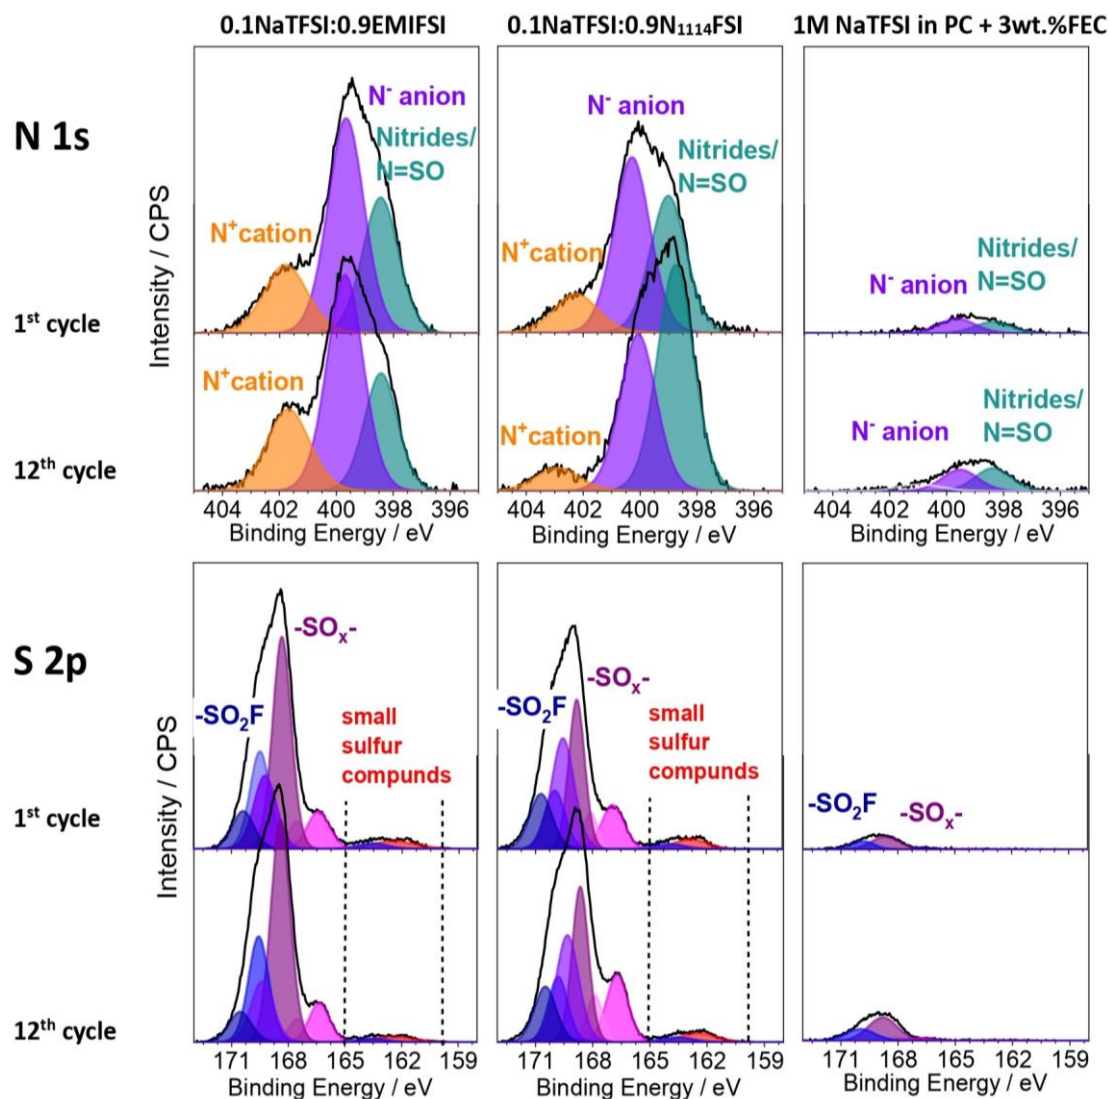 0.1NaTFSI:0.9EMIFSI
0.1NaTFSI:0.9N₁₁₁₄FSI
1M NaTFSI in PC + 3wt.%FEC
N 1s
Intensity / CPS
1st cycle
12th cycle
N⁻ anion
Nitrides/
N=SO
N⁺cation
N⁺cation
404 402 400 398 396
Binding Energy / eV
N⁻ anion
Nitrides/
N=SO
N⁺cation
N⁺cation
404 402 400 398 396
Binding Energy / eV
Nitrides/
N⁻ anion
N=SO
Nitrides/
N⁻ anion
N=SO
404 402 400 398 396
Binding Energy / eV
S 2p
Intensity / CPS
1st cycle
12th cycle
-SOₓ-
-SO₂F
small
sulfur
compunds
171 168 165 162 159
Binding Energy / eV
-SOₓ-
-SO₂F
small
sulfur
compunds
171 168 165 162 159
Binding Energy / eV
-SO₂F
-SOₓ-
171 168 165 162 159
Binding Energy / eV